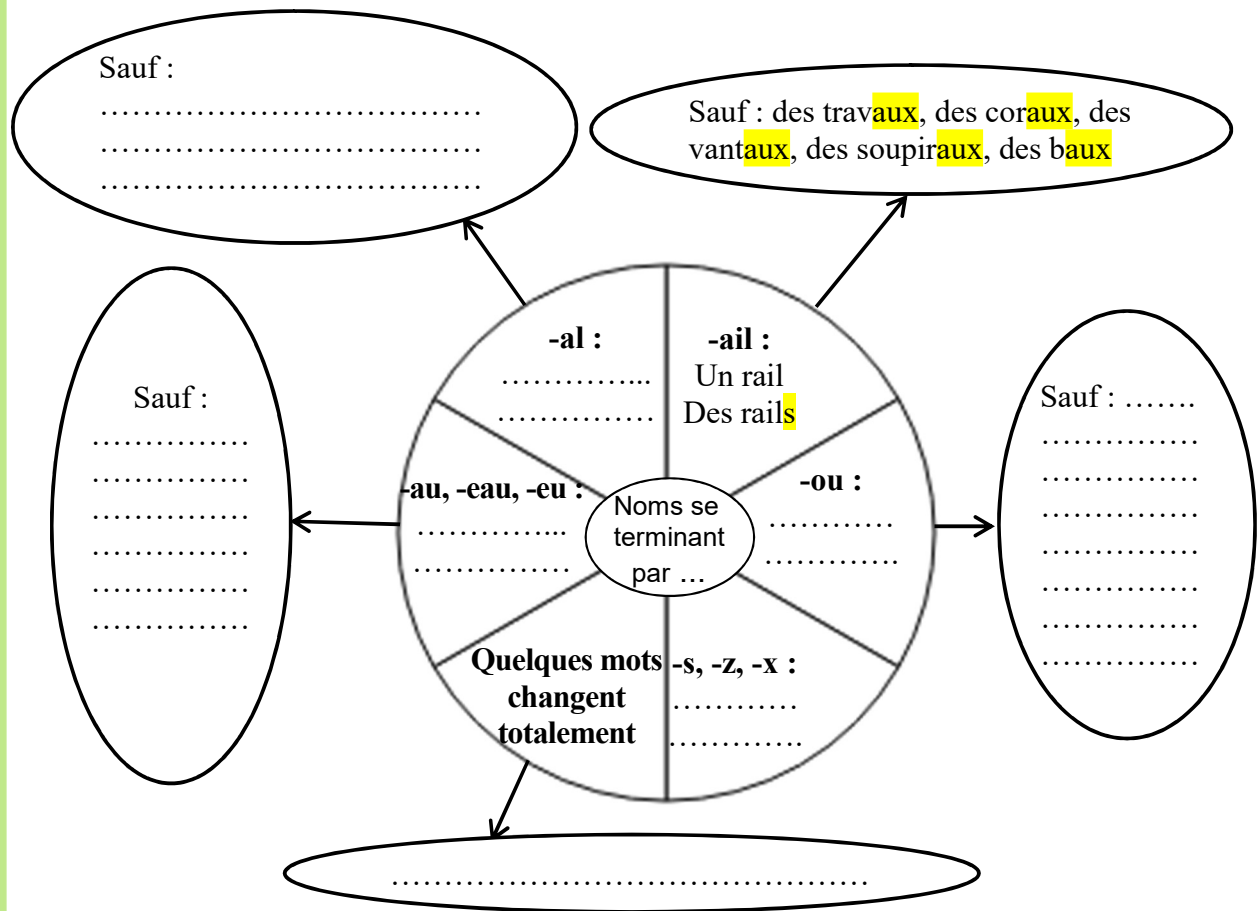 Sauf :
……………………………….
……………………………….
……………………………….
Sauf : des travaux, des coraux, des
vantaux, des soupiraux, des baux
-al :
…………...
……………
-ail :
Un rail
Des rails
Sauf :
……………
……………
……………
……………
……………
……………
-au, -eau, -eu :
…………...
……………
Noms se
terminant
par …
-ou :
…………
………….
Sauf : …….
……………
……………
……………
……………
……………
……………
……………
Quelques mots
changent
totalement
-s, -z, -x :
…………
………….
………………………………………